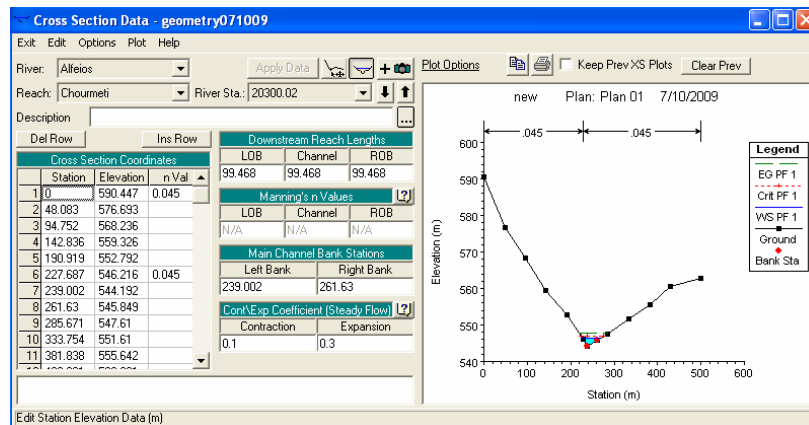 Cross Section Data - geometry071009
Exit Edit Options Plot Help
River: Alfeios
Apply Data
Plot Options
Keep Prev XS Plots
Clear Prev
Reach: Chourmeti
River Sta.: 20300.02
Description
...
Del Row
Ins Row
Cross Section Coordinates
Station Elevation n Val
1 0 590.447 0.045
2 48.083 576.693
3 94.752 568.236
4 142.836 559.326
5 190.919 552.792
6 227.687 546.216 0.045
7 239.002 544.192
8 261.63 545.849
9 285.671 547.61
10 333.754 551.61
11 381.838 555.642
Downstream Reach Lengths
LOB Channel ROB
99.468 99.468 99.468
Manning's n Values
?
LOB Channel ROB
N/A N/A N/A
Main Channel Bank Stations
Left Bank Right Bank
239.002 261.63
Cont\Exp Coefficient (Steady Flow)
?
Contraction Expansion
0.1 0.3
new Plan: Plan 01 7/10/2009
.045 .045
600
590
580
570
560
550
540
Elevation (m)
0 100 200 300 400 500 600
Station (m)
Legend
EG PF 1
Crit PF 1
WS PF 1
Ground
Bank Sta
Edit Station Elevation Data (m)